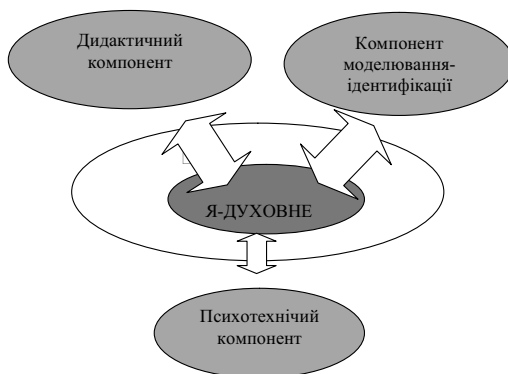 Дидактичний
компонент
Компонент
моделювання-
ідентифікації
Я-ДУХОВНЕ
Психотехнічий
компонент